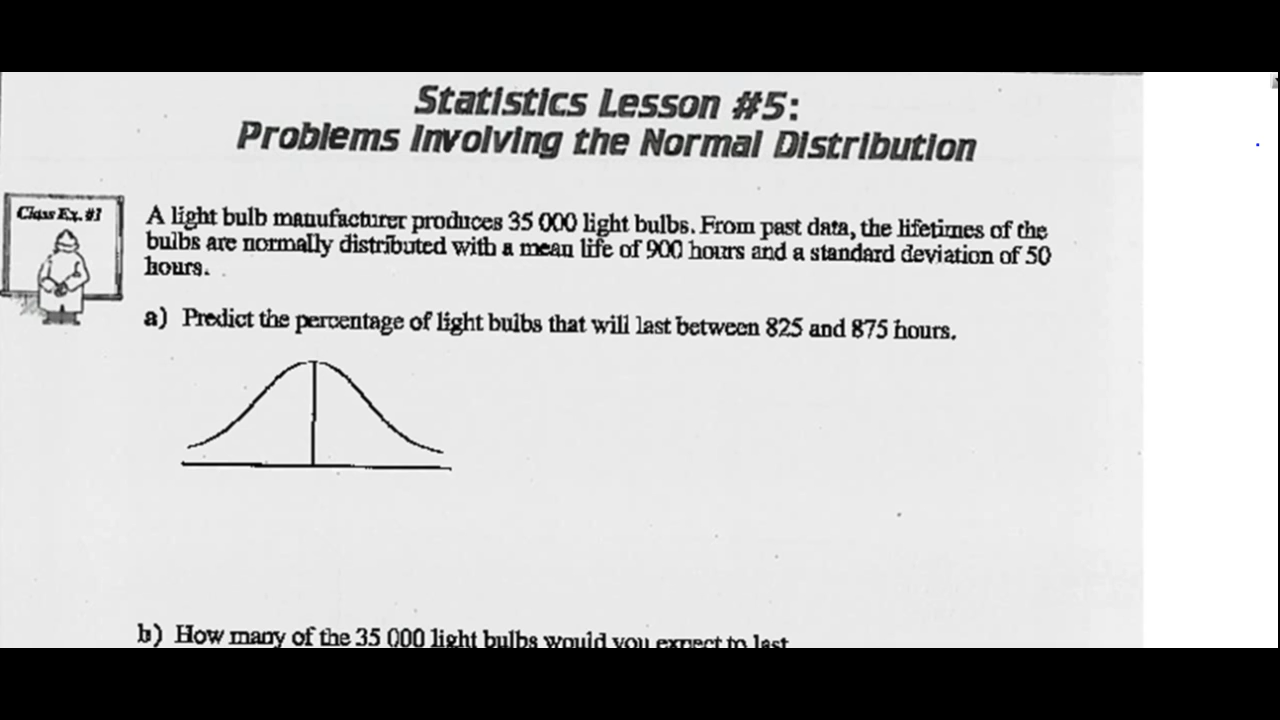 Statistics Lesson #5:
Problems Involving the Normal Distribution
Class Ex. #1
A light bulb manufacturer produces 35 000 light bulbs. From past data, the lifetimes of the
bulbs are normally distributed with a mean life of 900 hours and a standard deviation of 50
hours.
a) Predict the percentage of light bulbs that will last between 825 and 875 hours.
b) How many of the 35 000 light bulbs would you expect to last